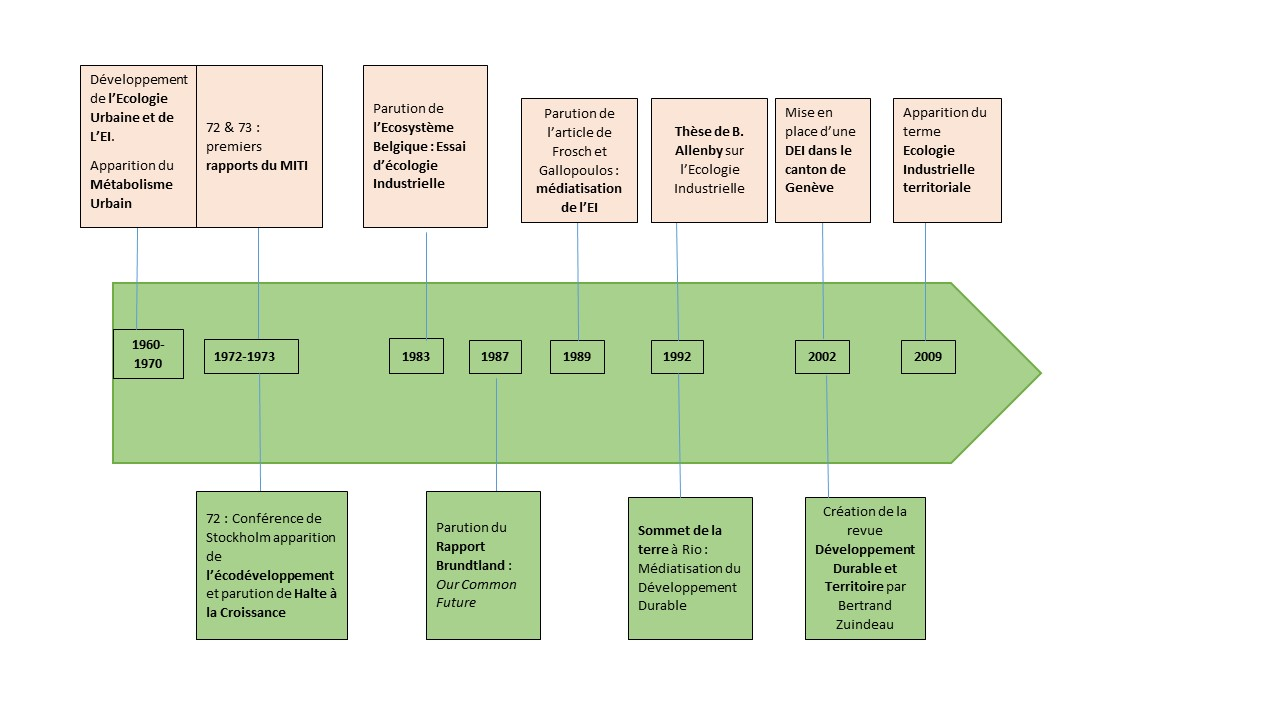 Développement
de l’Ecologie
Urbaine et de
L’EI.
Apparition du
Métabolisme
Urbain
72 & 73 :
premiers
rapports du MITI
Parution de
l’Ecosystème
Belgique : Essai
d’écologie
Industrielle
Parution de
l’article de
Frosch et
Gallopoulos :
médiatisation
de l’EI
Thèse de B.
Allenby sur
l’Ecologie
Industrielle
Mise en
place d’une
DEI dans le
canton de
Genève
Apparition du
terme
Ecologie
Industrielle
territoriale
1960-
1970
1972-1973
1983
1987
1989
1992
2002
2009
72 : Conférence de
Stockholm apparition
de
l’écodéveloppement
et parution de Halte à
la Croissance
Parution du
Rapport
Brundtland :
Our Common
Future
Sommet de la
terre à Rio :
Médiatisation du
Développement
Durable
Création de la
revue
Développement
Durable et
Territoire par
Bertrand
Zuindeau